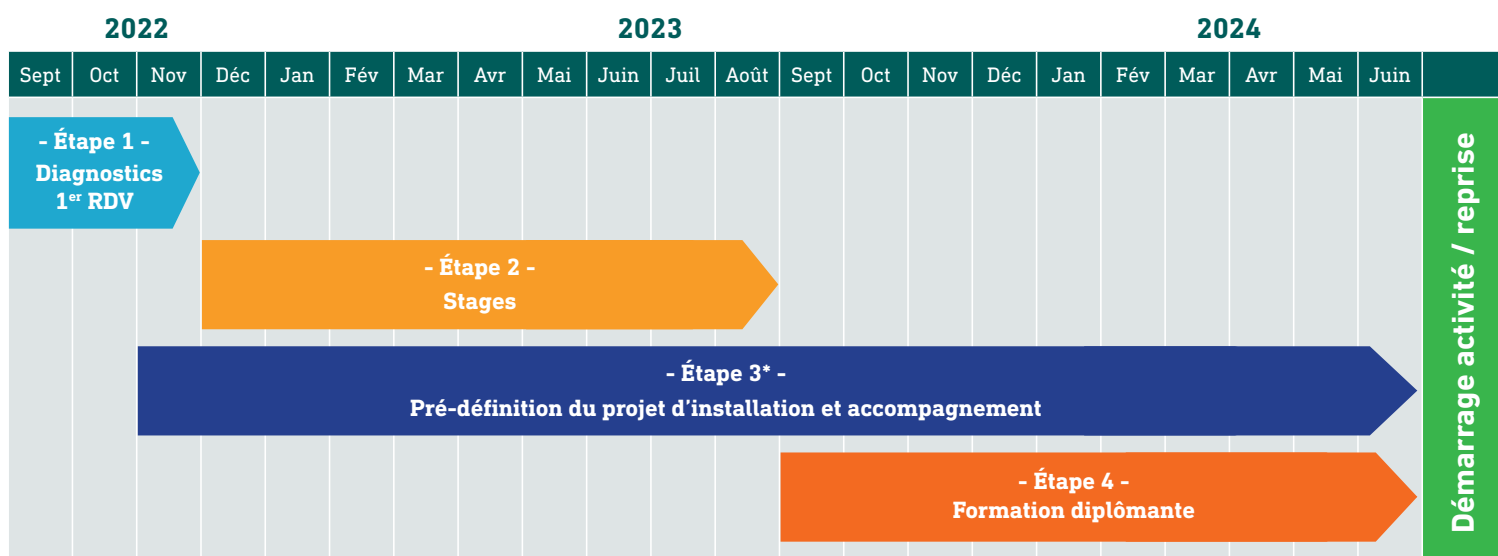 2022 2023 2024
Sept Oct Nov Déc Jan Fév Mar Avr Mai Juin Juil Août Sept Oct Nov Déc Jan Fév Mar Avr Mai Juin
- Étape 1 -
Diagnostics
1er RDV
- Étape 2 -
Stages
- Étape 3* -
Pré-définition du projet d'installation et accompagnement
- Étape 4 -
Formation diplômante
Démarrage activité / reprise